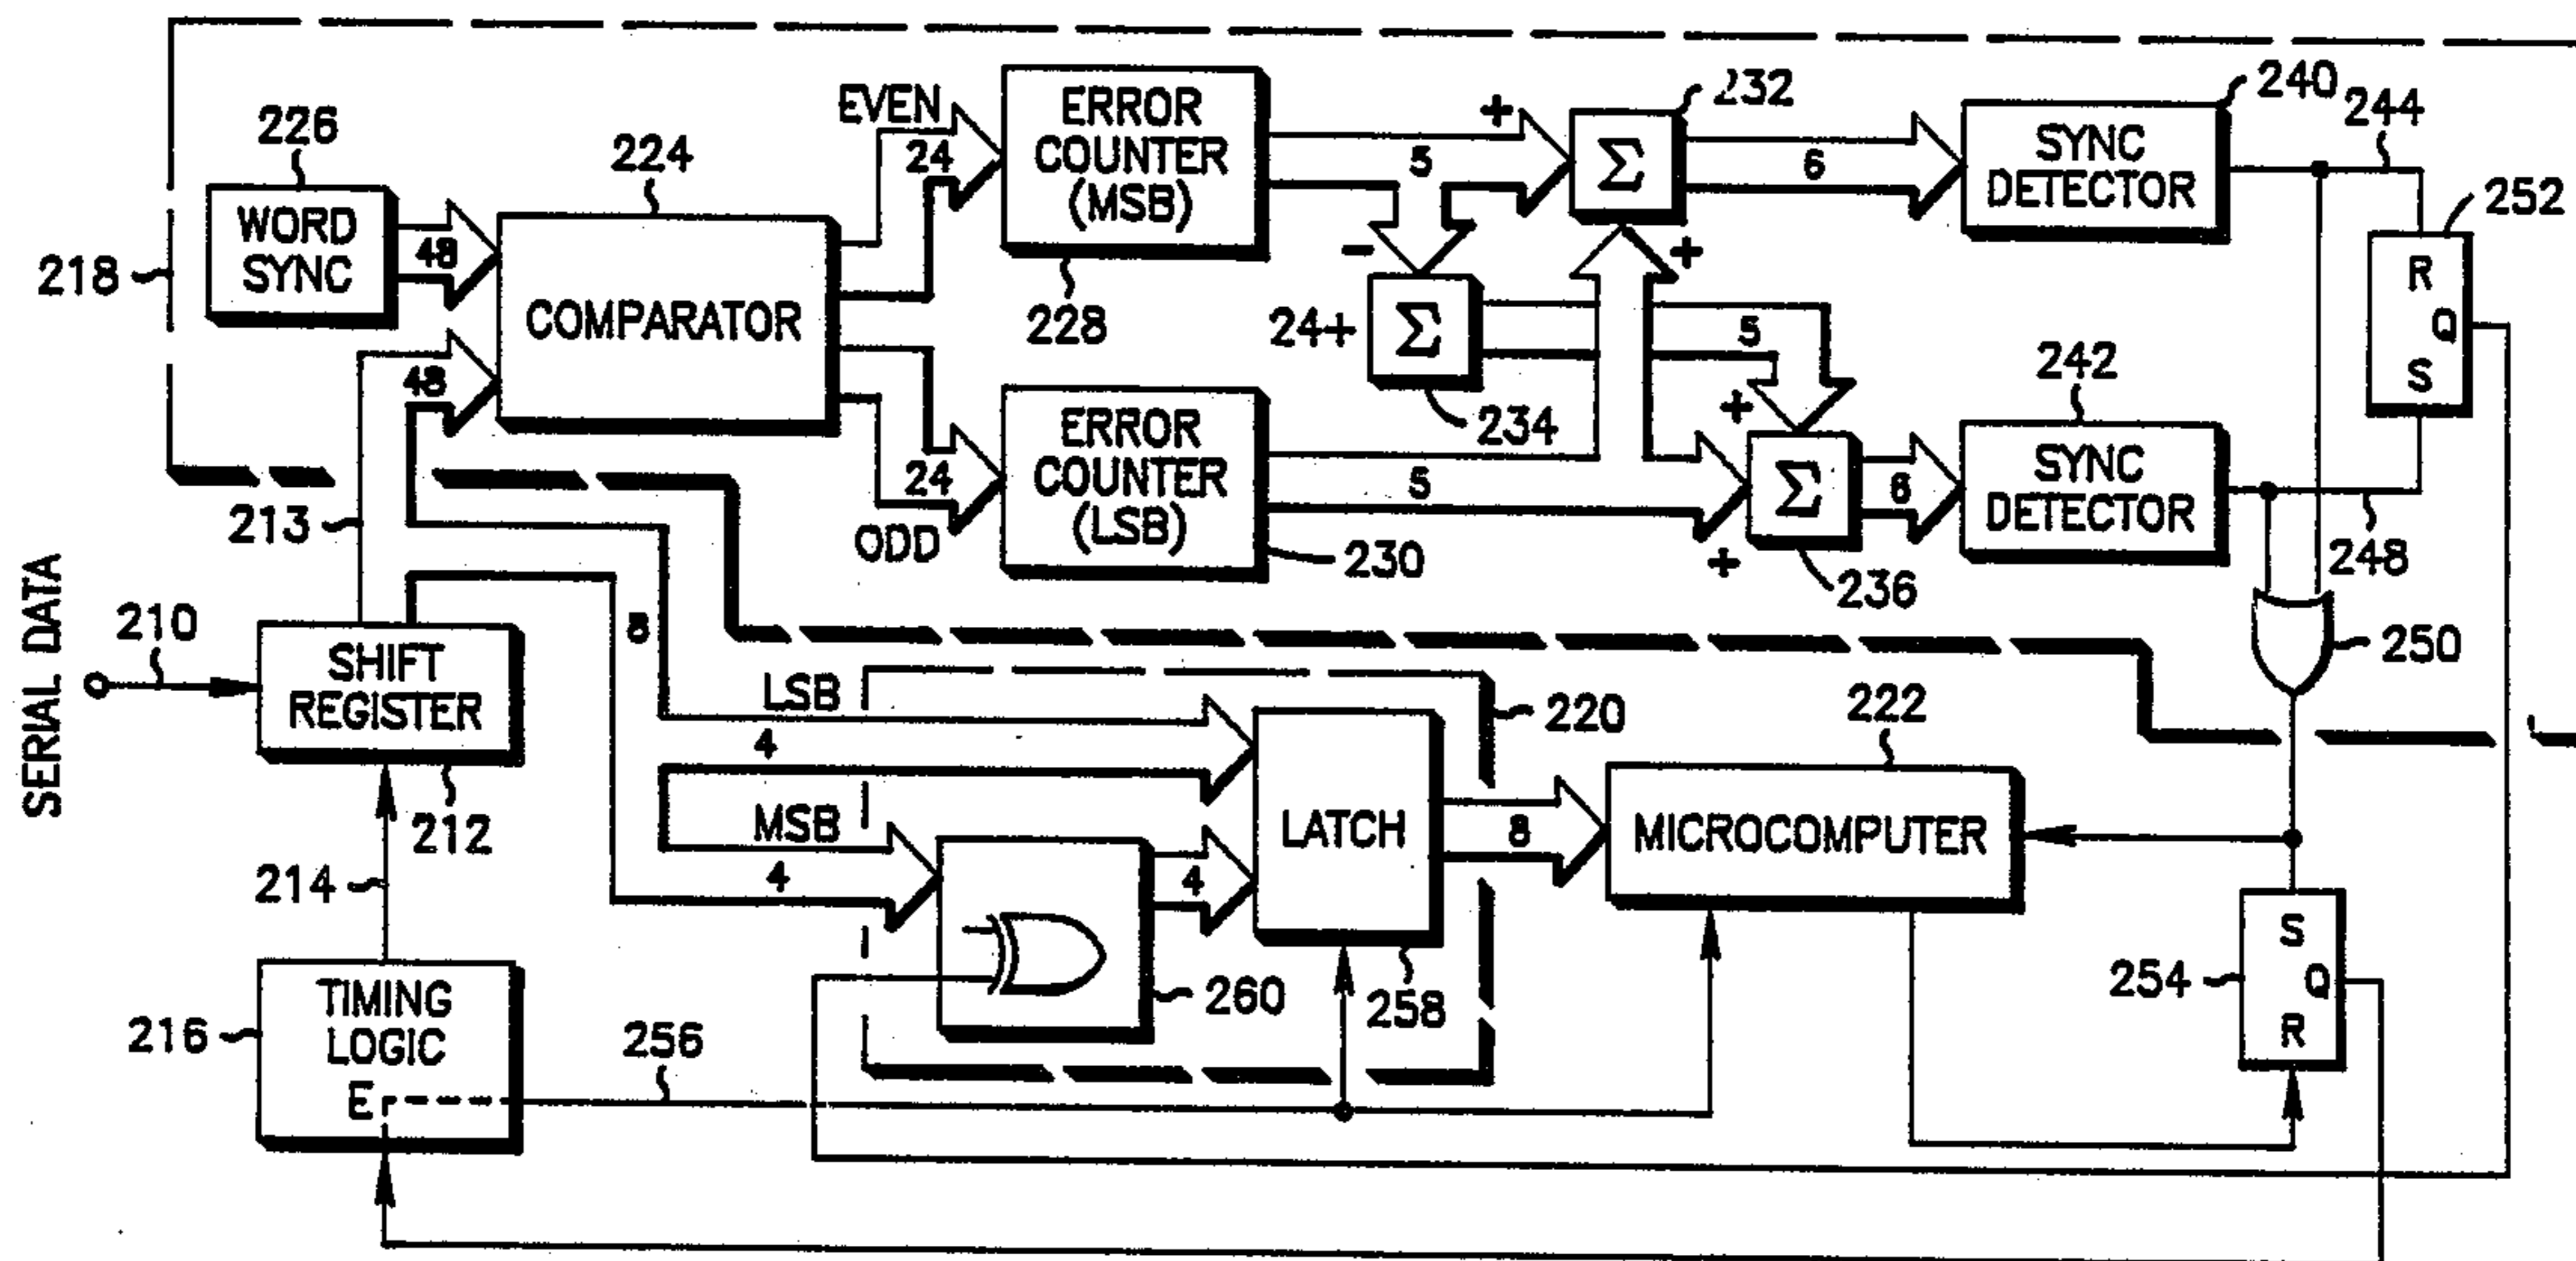 232
240
244
226
224
EVEN
24
ERROR
COUNTER
(MSB)
+
5
Σ
6
SYNC
DETECTOR
252
WORD
SYNC
48
218
COMPARATOR
228
-
+
R
Q
S
24+
Σ
5
48
234
242
+
213
24
ODD
ERROR
COUNTER
(LSB)
5
230
+
Σ
236
6
SYNC
DETECTOR
248
SERIAL DATA
210
SHIFT
REGISTER
212
8
LSB
4
MSB
4
220
222
250
LATCH
8
MICROCOMPUTER
4
214
260
258
254
S
Q
R
216
TIMING
LOGIC
E
256